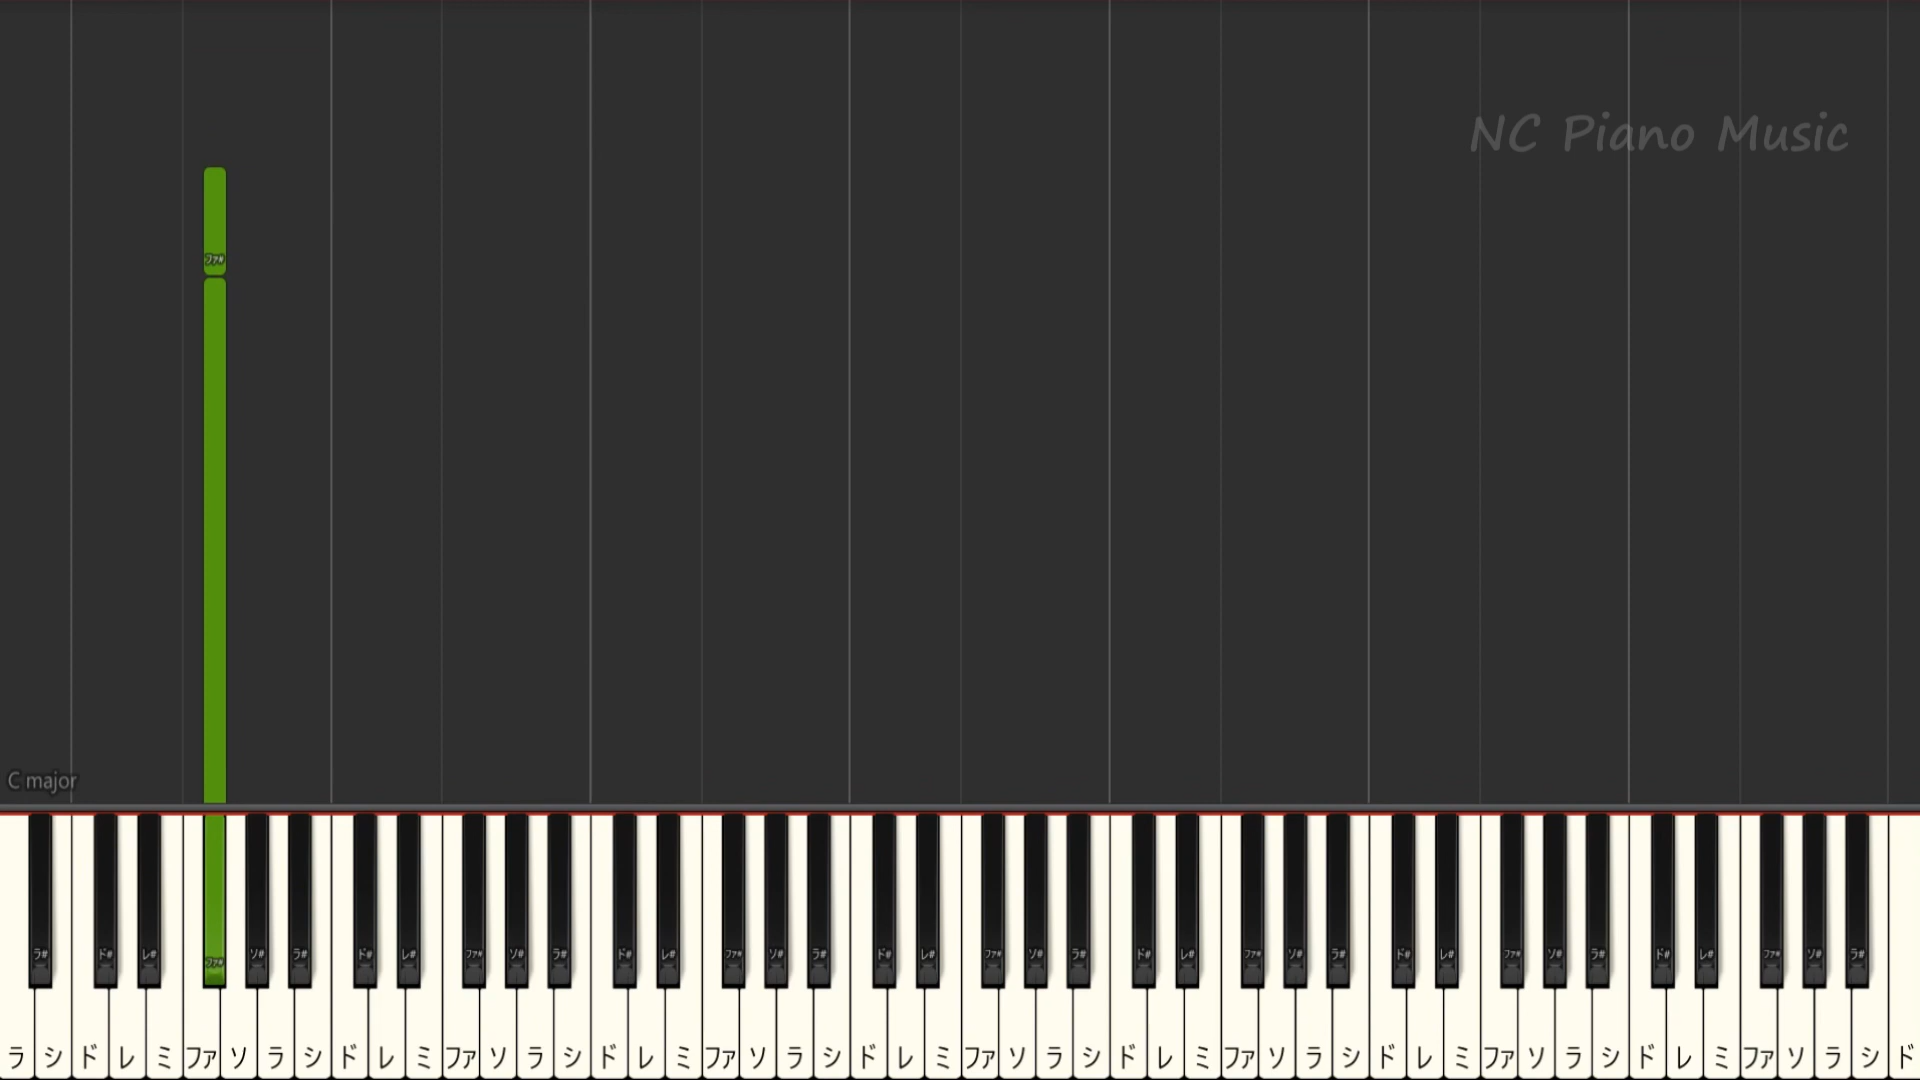 NC Piano Music
ファ#
C major
ラ# ド# レ# ファ# ソ# ラ# ド# レ# ファ# ソ# ラ# ド# レ# ファ# ソ# ラ# ド# レ# ファ# ソ# ラ# ド# レ# ファ# ソ# ラ# ド# レ# ファ# ソ# ラ# ド# レ# ファ# ソ# ラ#
ラ シ ド レ ミ ファ ソ ラ シ ド レ ミ ファ ソ ラ シ ド レ ミ ファ ソ ラ シ ド レ ミ ファ ソ ラ シ ド レ ミ ファ ソ ラ シ ド レ ミ ファ ソ ラ シ ド レ ミ ファ ソ ラ シ ド